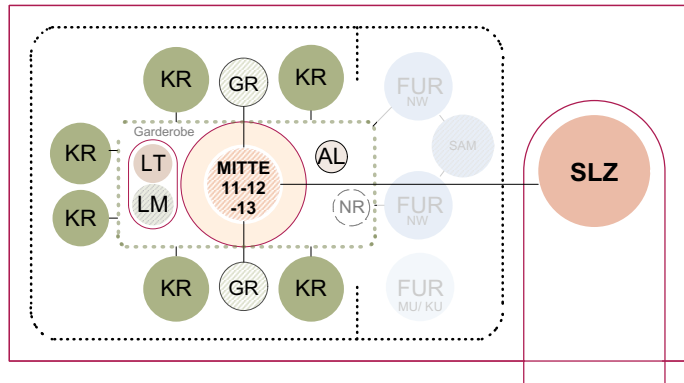 KR
GR
KR
FUR
NW
Garderobe
KR
LT
MITTE
11-12
-13
AL
SAM
SLZ
KR
LM
NR
FUR
NW
KR
GR
KR
FUR
MU/ KU